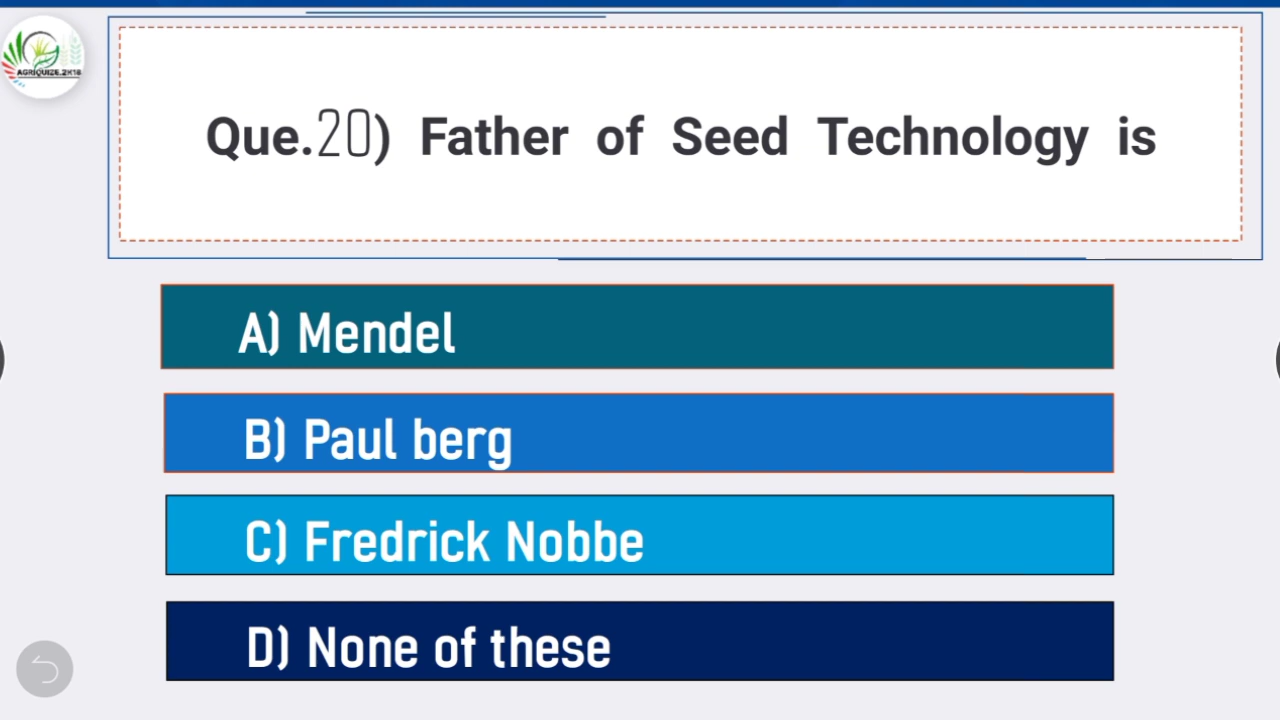 AGRIQUIZE.2K18
Que.20) Father of Seed Technology is
A) Mendel
B) Paul berg
C) Fredrick Nobbe
D) None of these